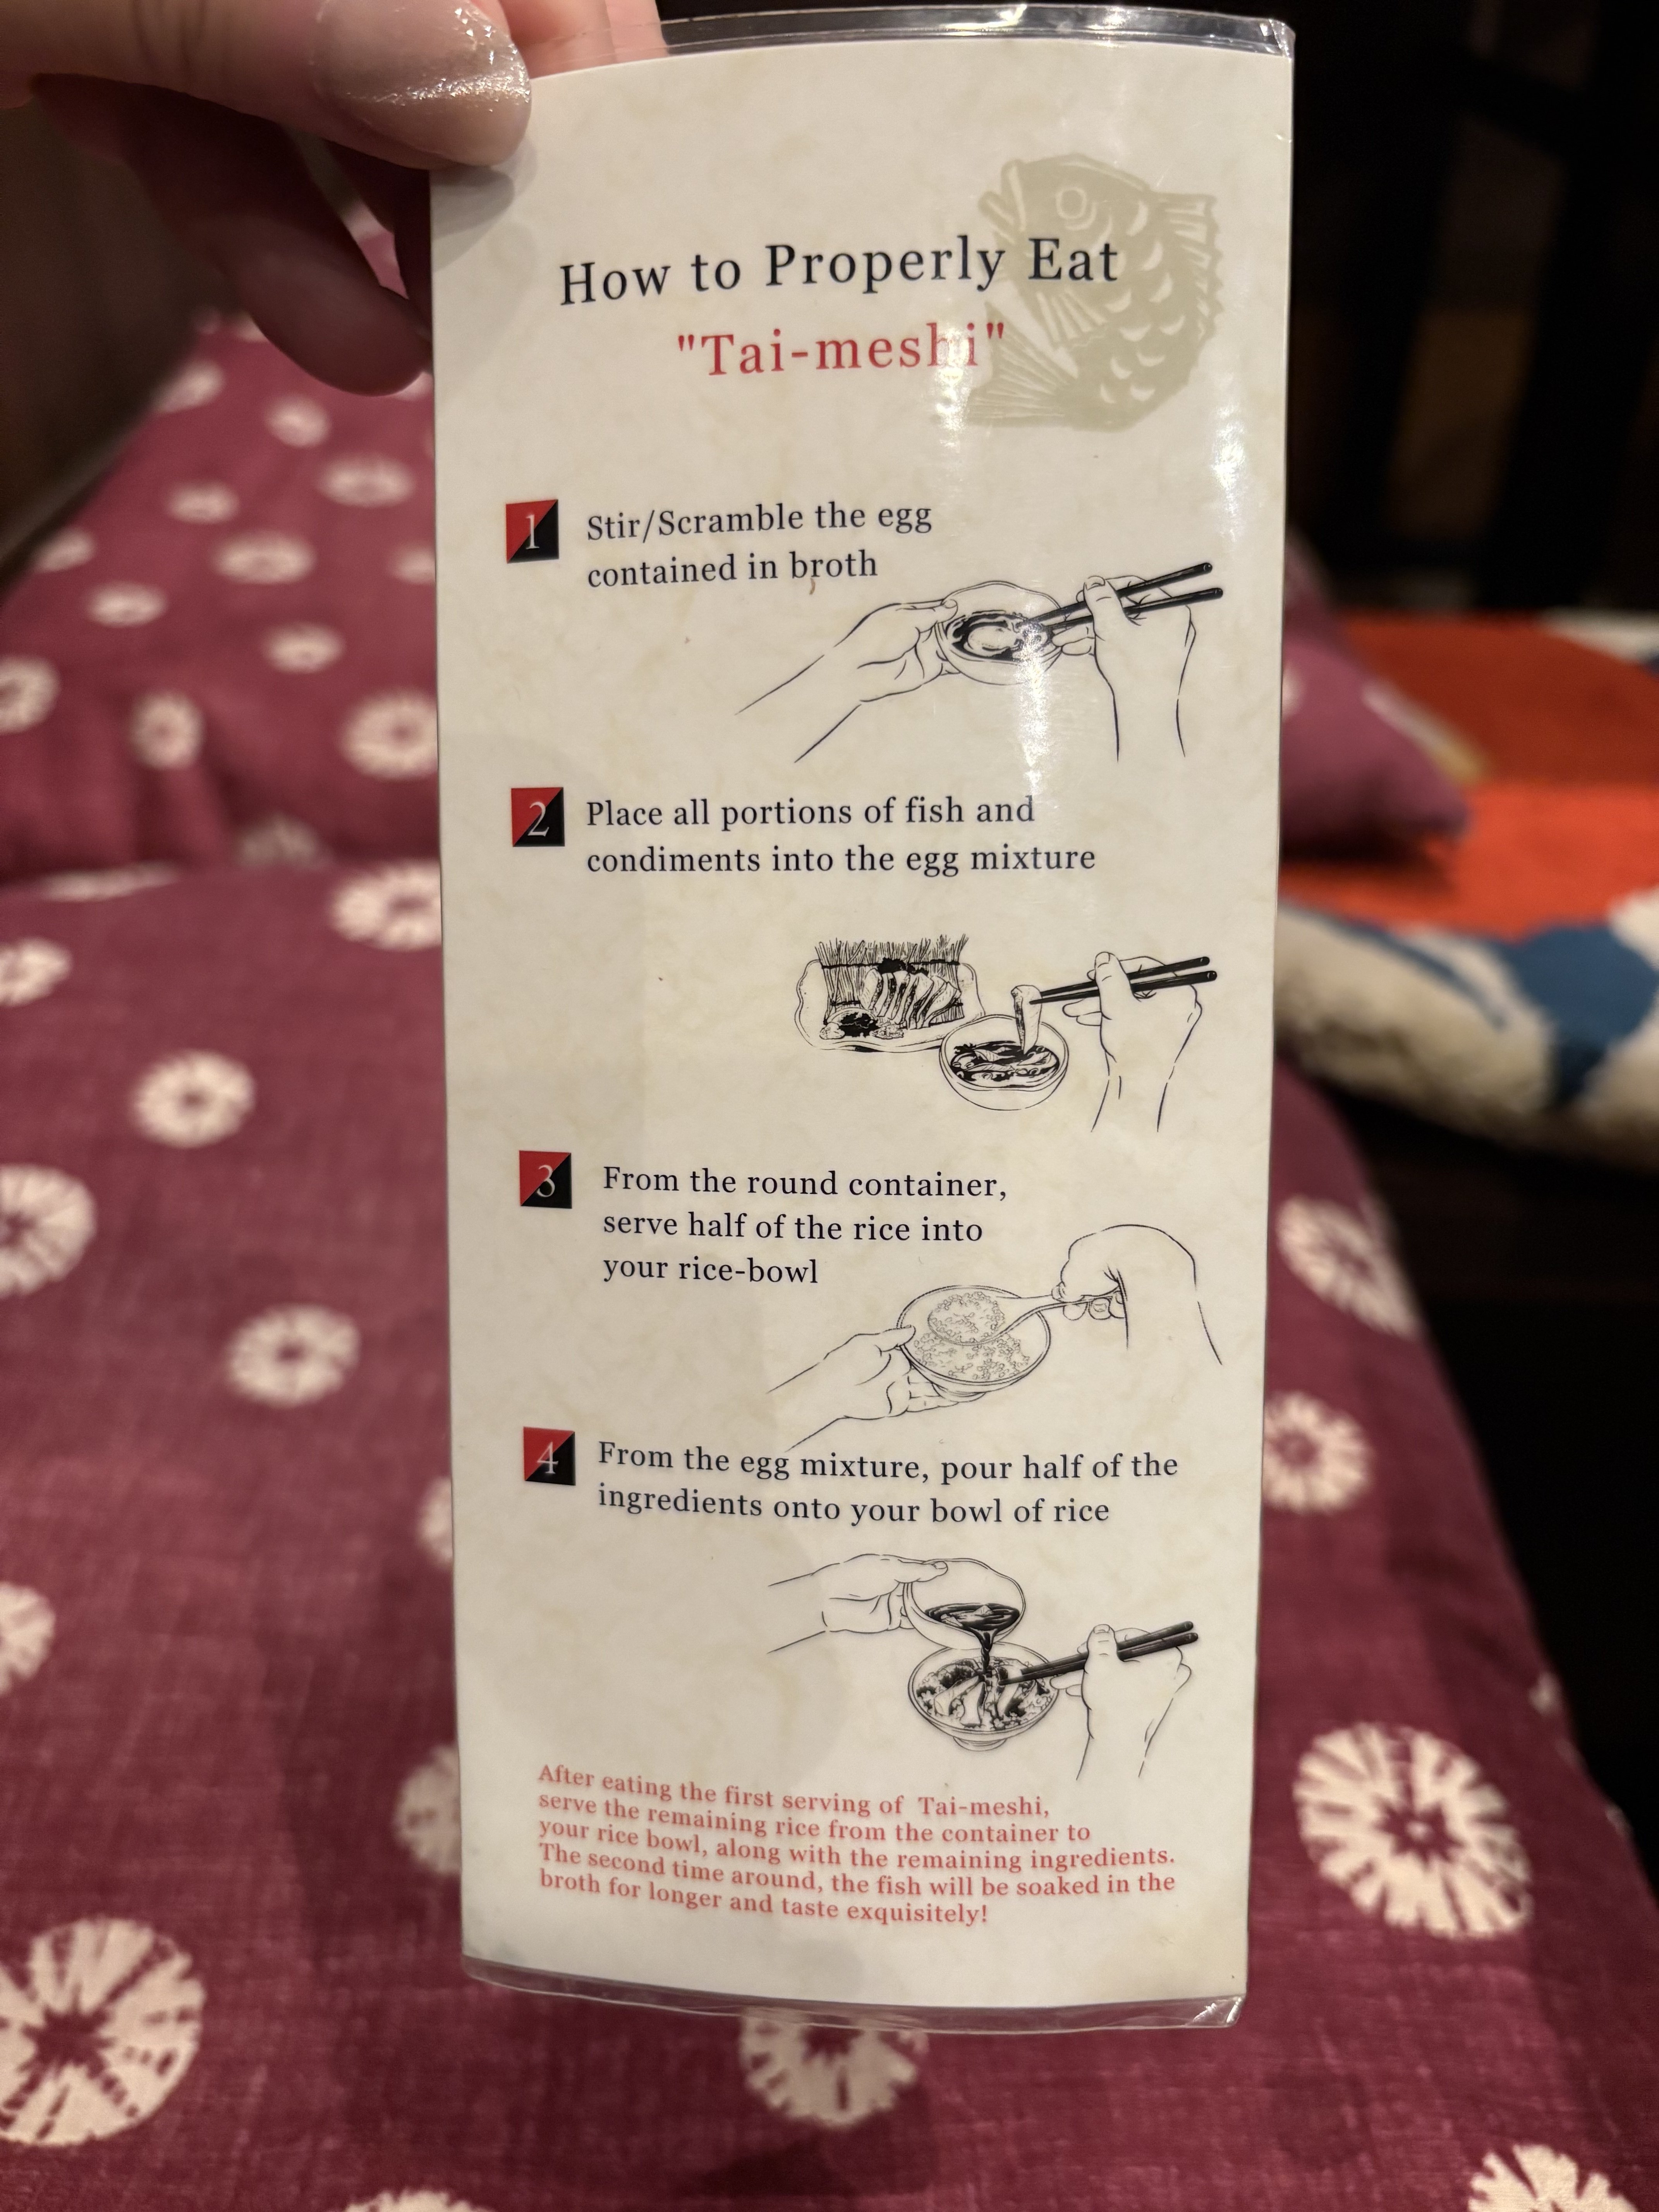 How to Properly Eat
"Tai-meshi"
1
Stir/Scramble the egg
contained in broth
2
Place all portions of fish and
condiments into the egg mixture
3
From the round container,
serve half of the rice into
your rice-bowl
4
From the egg mixture, pour half of the
ingredients onto your bowl of rice
After eating the first serving of Tai-meshi,
serve the remaining rice from the container to
your rice bowl, along with the remaining ingredients.
The second time around, the fish will be soaked in the
broth for longer and taste exquisitely!